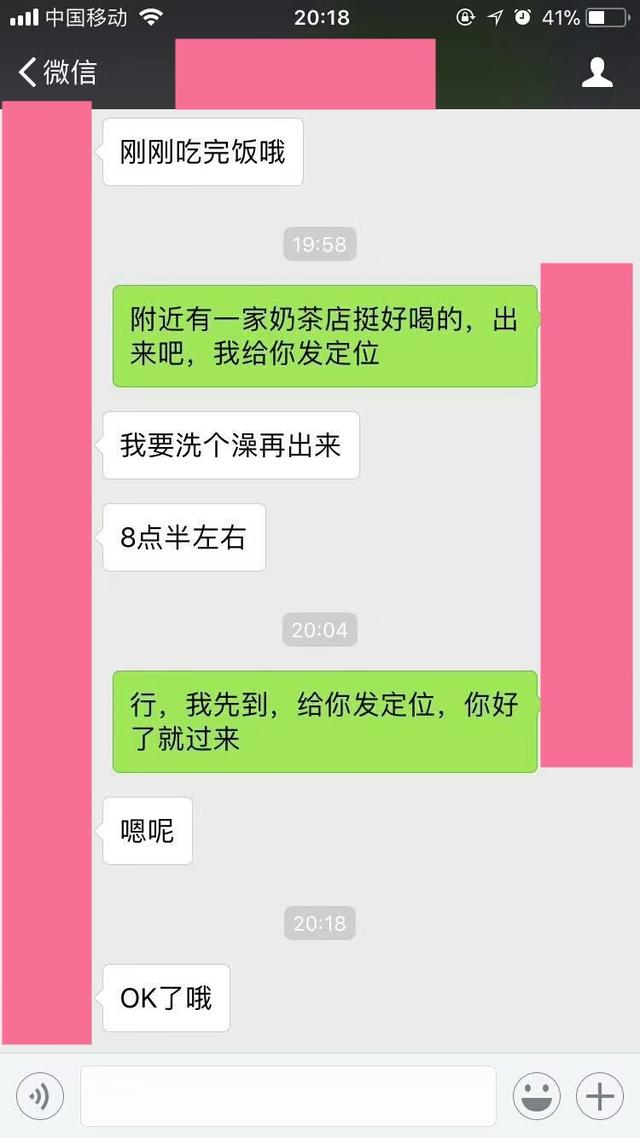 中国移动 20:18 41%
微信
刚刚吃完饭哦
19:58
附近有一家奶茶店挺好喝的，出
来吧，我给你发定位
我要洗个澡再出来
8点半左右
20:04
行，我先到，给你发定位，你好
了就过来
嗯呢
20:18
OK了哦